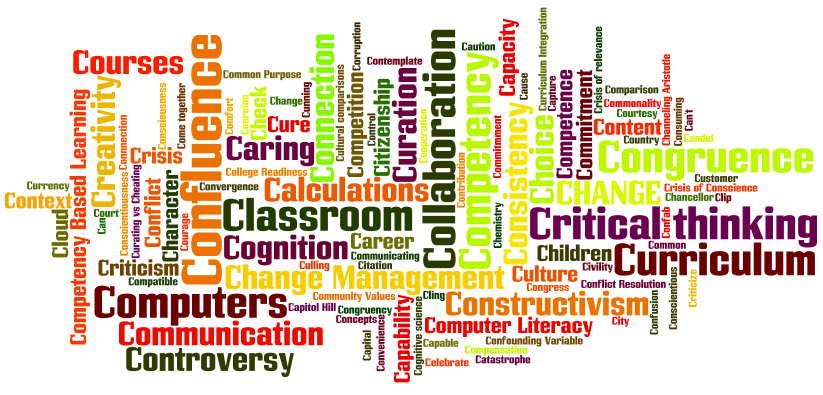 Courses
Confluence
Common Purpose
Connection
Cultural comparisons
Corruption
Contemplate
Collaboration
Caution
Capacity
Choice
Curriculum Integration
Crisis of relevance
Channeling Aristotle
Competency Based Learning
Creativity
Consciousness
Come together
Comfort
Coercion
Check
Change
Cunning
Competition
Control
Citizenship
Curation
Cooperation
Competency
Cause
Capture
Competence
Commitment
Comparison
Commonality
Consuming
Courtesy
Can't
Connection
Cure
Commitment
Consistency
Content
Country
Candid
Crisis
Caring
Congruence
College Readiness
Contribution
Customer
Currency
Conscientiousness
Curating vs Cheating
Character
Convergence
Calculations
CHANGE
Crisis of Conscience
Context
Conflict
Chancellor
Clip
Cloud
Court
Cancel
Courage
Classroom
Chemistry
Critical thinking
Confab
Cognition
Career
Children
Common
Communicating
Curriculum
Criticism
Culling
Citation
Culture
Civility
Compatible
Change Management
Congress
Conflict Resolution
Conscientious
Criticize
Computers
Community Values
Cling
Constructivism
Confusion
Capitol Hill
Congruency
Capability
Cognitive science
Concepts
City
Communication
Capital
Convenience
Computer Literacy
Controversy
Capable
Confounding Variable
Compensation
Celebrate
Catastrophe